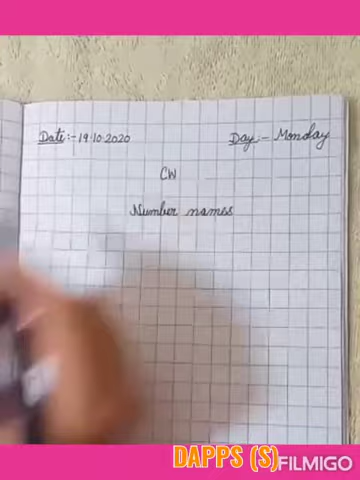 Date:- 19.10.2020 Day:- Monday
CW
Number names
DAPPS (S) FILMIGO